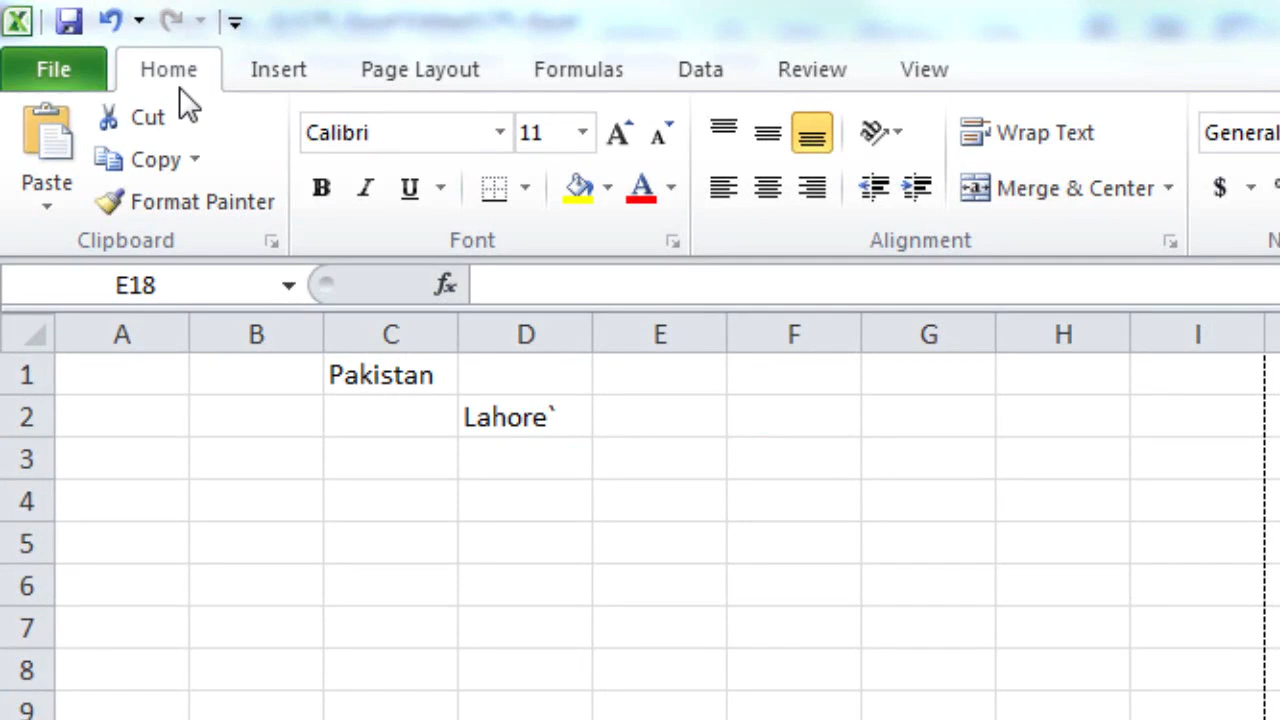 File Home Insert Page Layout Formulas Data Review View
Cut
Copy
Format Painter
Paste
Clipboard
Calibri 11 A A
B I U A
Font
Wrap Text
Merge & Center
Alignment
General
$ %
E18 fx
A B C D E F G H I
1 Pakistan
2 Lahore`
3
4
5
6
7
8
9